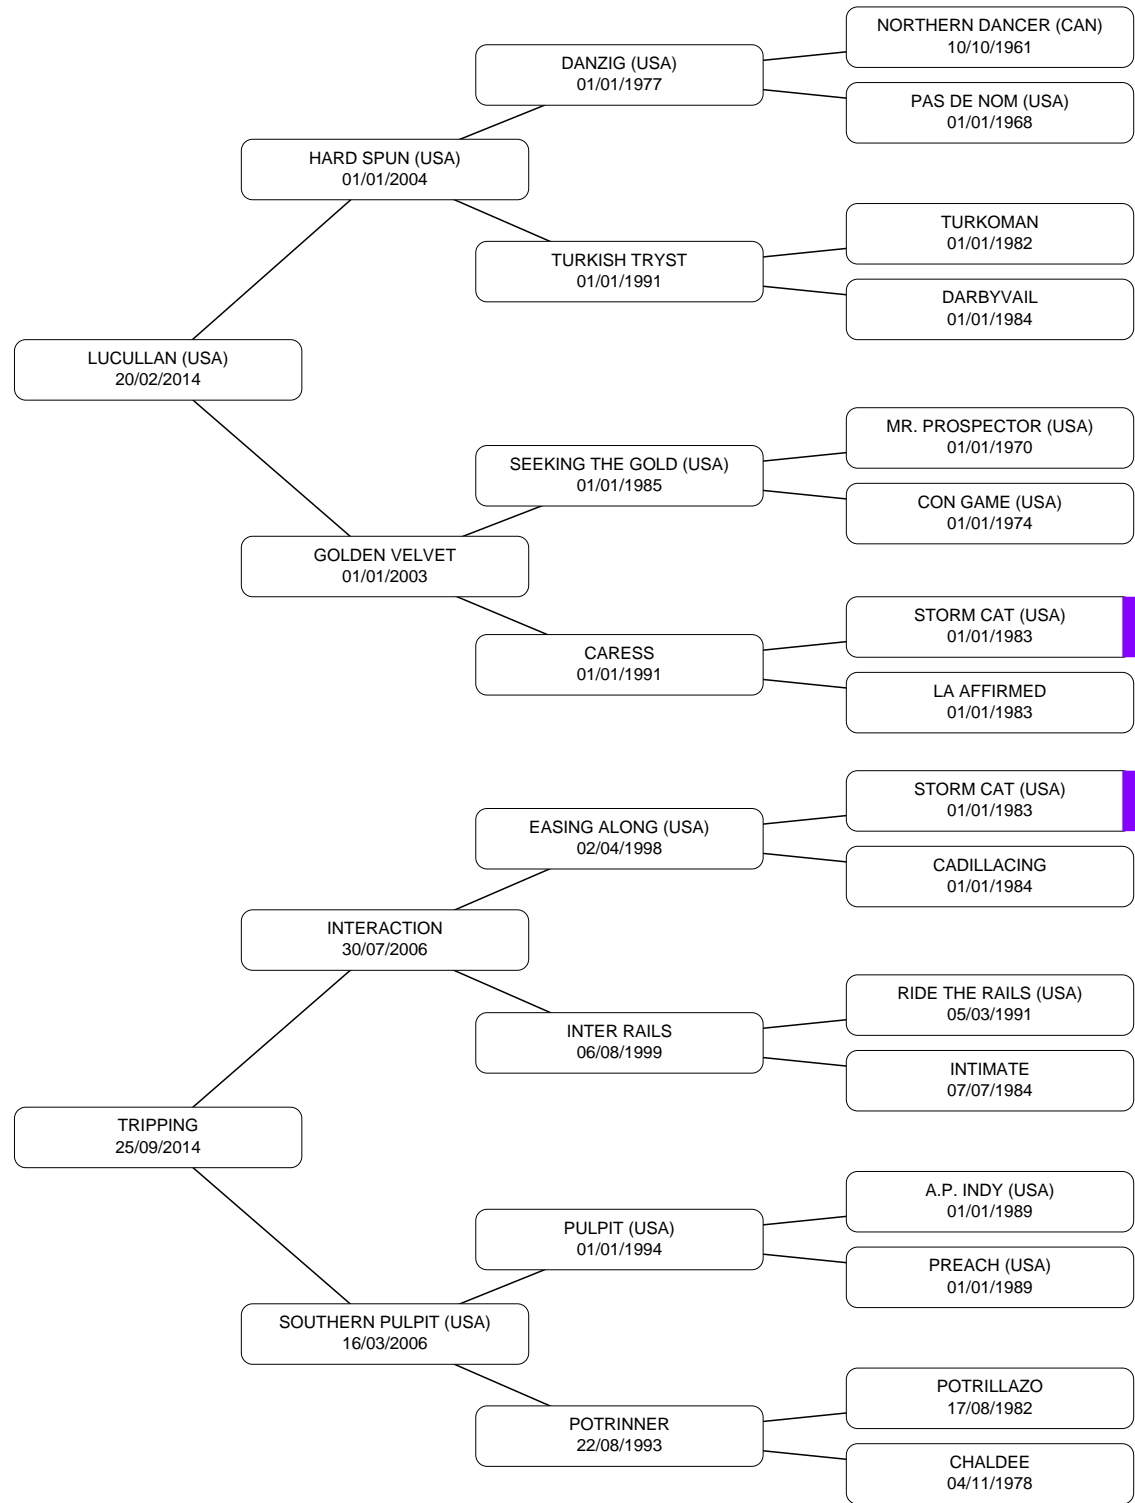 NORTHERN DANCER (CAN)
10/10/1961
DANZIG (USA)
01/01/1977
PAS DE NOM (USA)
01/01/1968
HARD SPUN (USA)
01/01/2004
TURKOMAN
01/01/1982
TURKISH TRYST
01/01/1991
DARBYVAIL
01/01/1984
LUCULLAN (USA)
20/02/2014
MR. PROSPECTOR (USA)
01/01/1970
SEEKING THE GOLD (USA)
01/01/1985
CON GAME (USA)
01/01/1974
GOLDEN VELVET
01/01/2003
STORM CAT (USA)
01/01/1983
CARESS
01/01/1991
LA AFFIRMED
01/01/1983
STORM CAT (USA)
01/01/1983
EASING ALONG (USA)
02/04/1998
CADILLACING
01/01/1984
INTERACTION
30/07/2006
RIDE THE RAILS (USA)
05/03/1991
INTER RAILS
06/08/1999
INTIMATE
07/07/1984
TRIPPING
25/09/2014
A.P. INDY (USA)
01/01/1989
PULPIT (USA)
01/01/1994
PREACH (USA)
01/01/1989
SOUTHERN PULPIT (USA)
16/03/2006
POTRILLAZO
17/08/1982
POTRINNER
22/08/1993
CHALDEE
04/11/1978